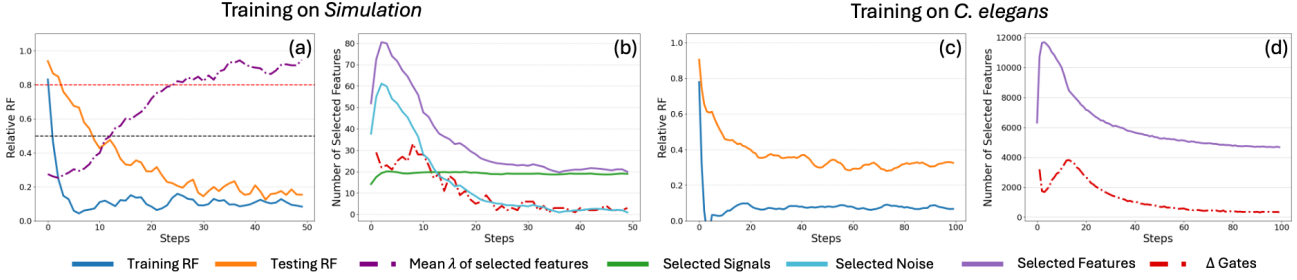 Training on Simulation
Training on C. elegans
(a)
1.0
0.8
0.6
0.4
0.2
0.0
Relative RF
0
10
20
30
40
50
Steps
(b)
80
70
60
50
40
30
20
10
0
Number of Selected Features
0
10
20
30
40
50
Steps
(c)
1.0
0.8
0.6
0.4
0.2
0.0
Relative RF
0
20
40
60
80
100
Steps
(d)
12000
10000
8000
6000
4000
2000
0
Number of Selected Features
0
20
40
60
80
100
Steps
Training RF
Testing RF
Mean λ of selected features
Selected Signals
Selected Noise
Selected Features
Δ Gates